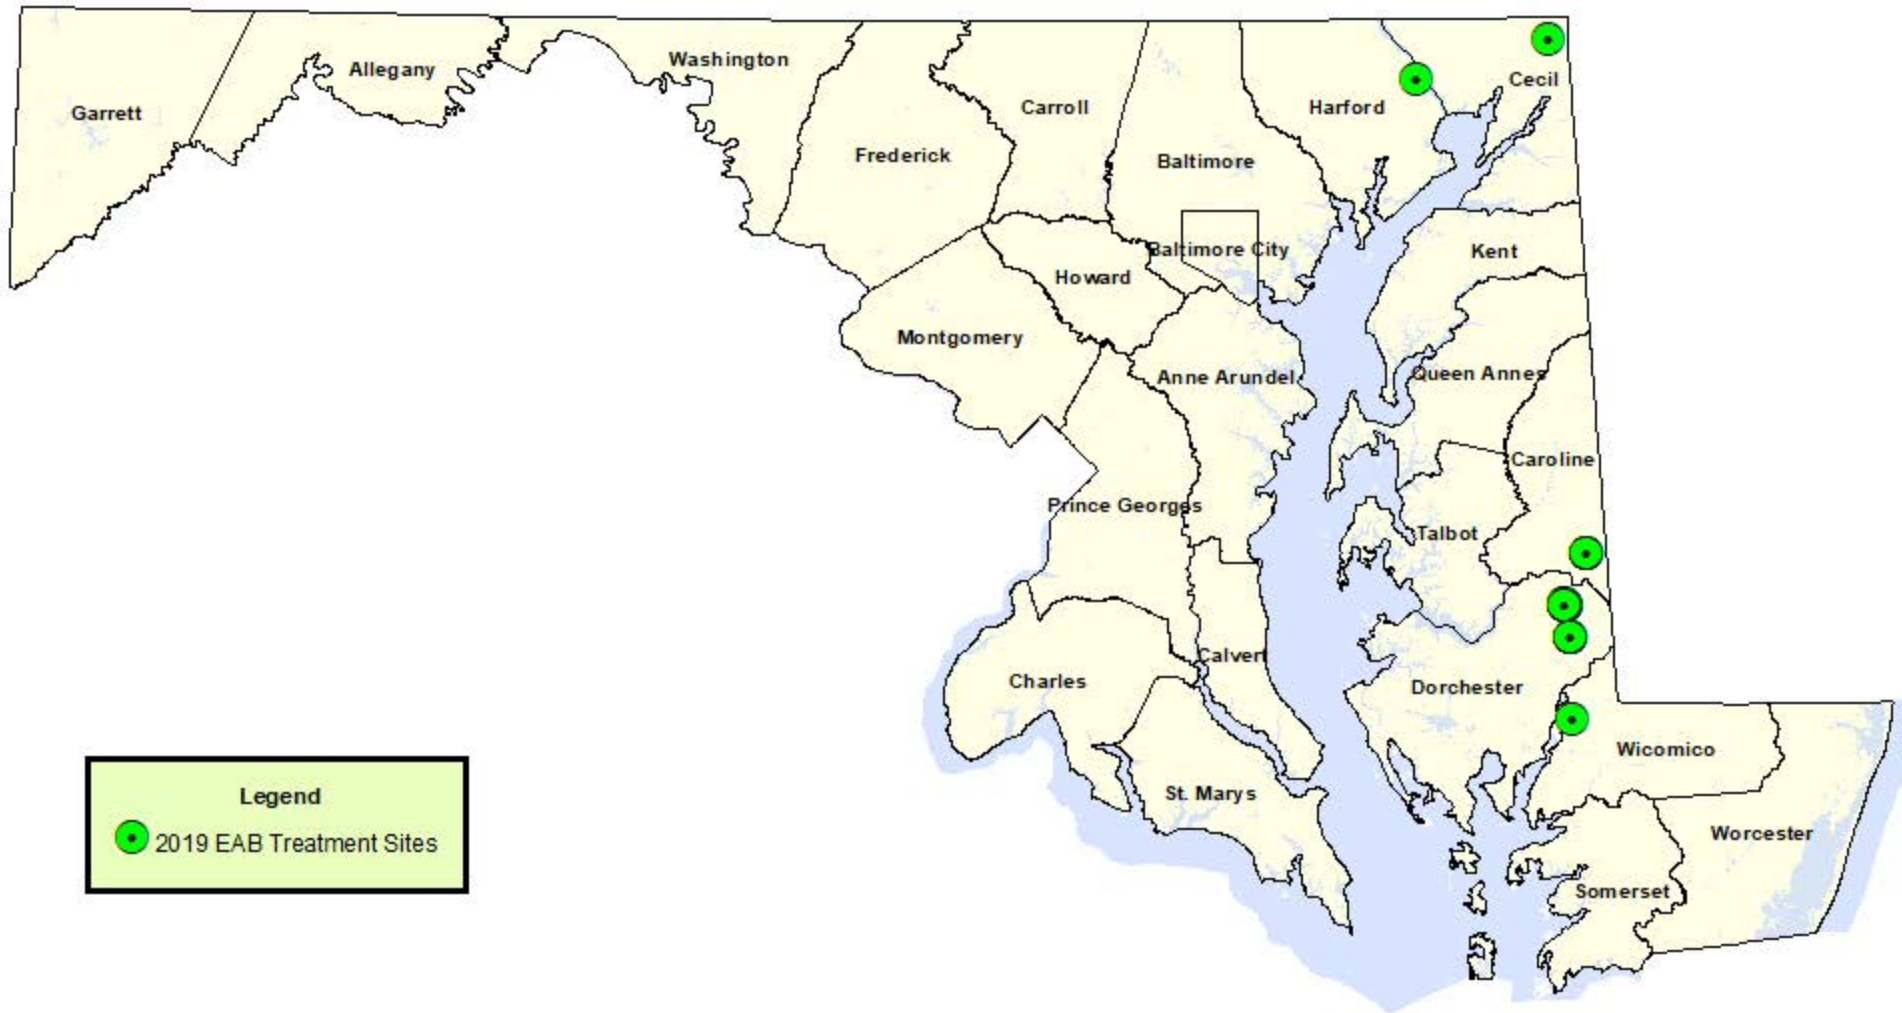 Garrett
Allegany
Washington
Frederick
Carroll
Baltimore
Harford
Cecil
Baltimore City
Howard
Kent
Montgomery
Anne Arundel
Queen Annes
Caroline
Prince Georges
Talbot
Calvert
Charles
Dorchester
St. Marys
Wicomico
Worcester
Somerset
Legend
2019 EAB Treatment Sites